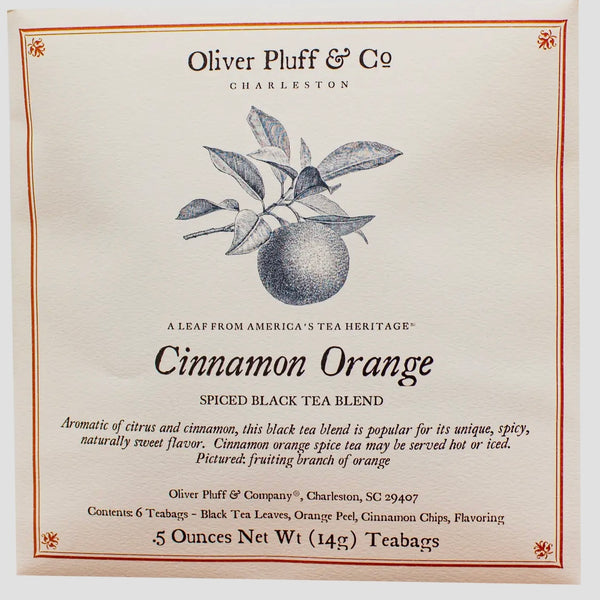 Oliver Pluff & Co
CHARLESTON
A LEAF FROM AMERICA'S TEA HERITAGE™
Cinnamon Orange
SPICED BLACK TEA BLEND
Aromatic of citrus and cinnamon, this black tea blend is popular for its unique, spicy,
naturally sweet flavor. Cinnamon orange spice tea may be served hot or iced.
Pictured: fruiting branch of orange
Oliver Pluff & Company®, Charleston, SC 29407
Contents: 6 Teabags - Black Tea Leaves, Orange Peel, Cinnamon Chips, Flavoring
.5 Ounces Net Wt (14g) Teabags